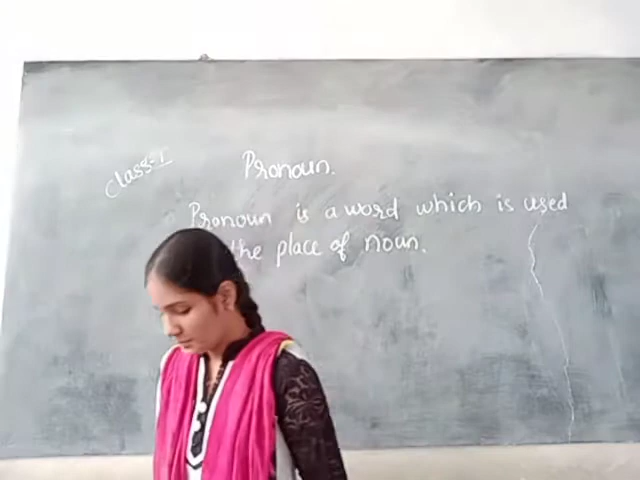 Class-I
Pronoun.
Pronoun is a word which is used
the place of noun.